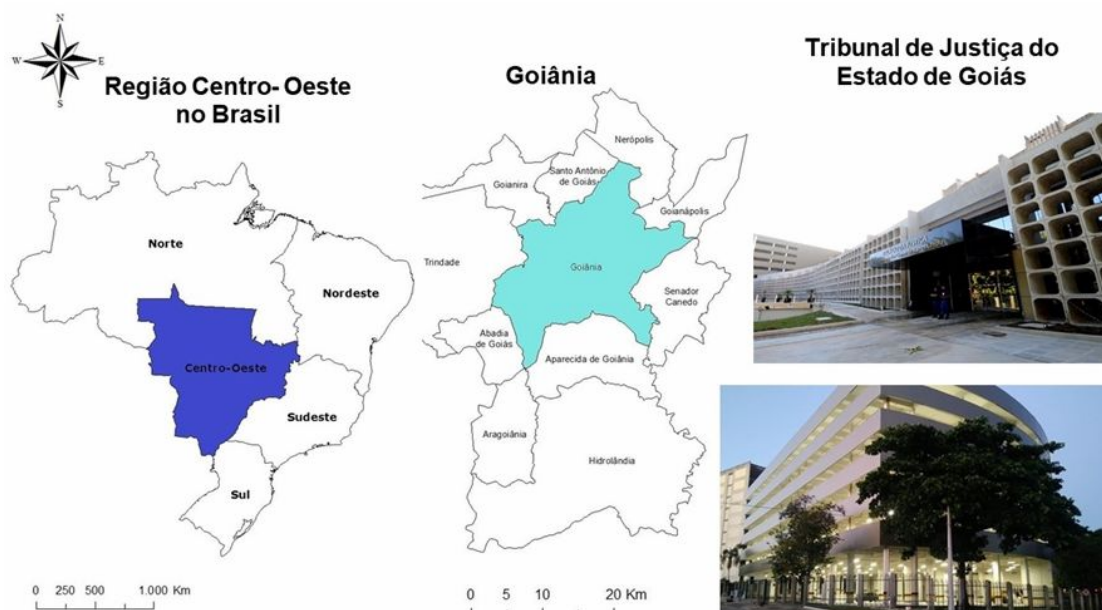 N
W
E
S
Região Centro- Oeste
no Brasil
Norte
Nordeste
Centro-Oeste
Sudeste
Sul
0 250 500 1.000 Km
Goiânia
Nerópolis
Santo Antônio
de Goiás
Goianira
Goianápolis
Trindade
Goiânia
Senador
Canedo
Abadia
de Goiás
Aparecida de Goiânia
Aragoiânia
Hidrolândia
0 5 10 20 Km
Tribunal de Justiça do
Estado de Goiás